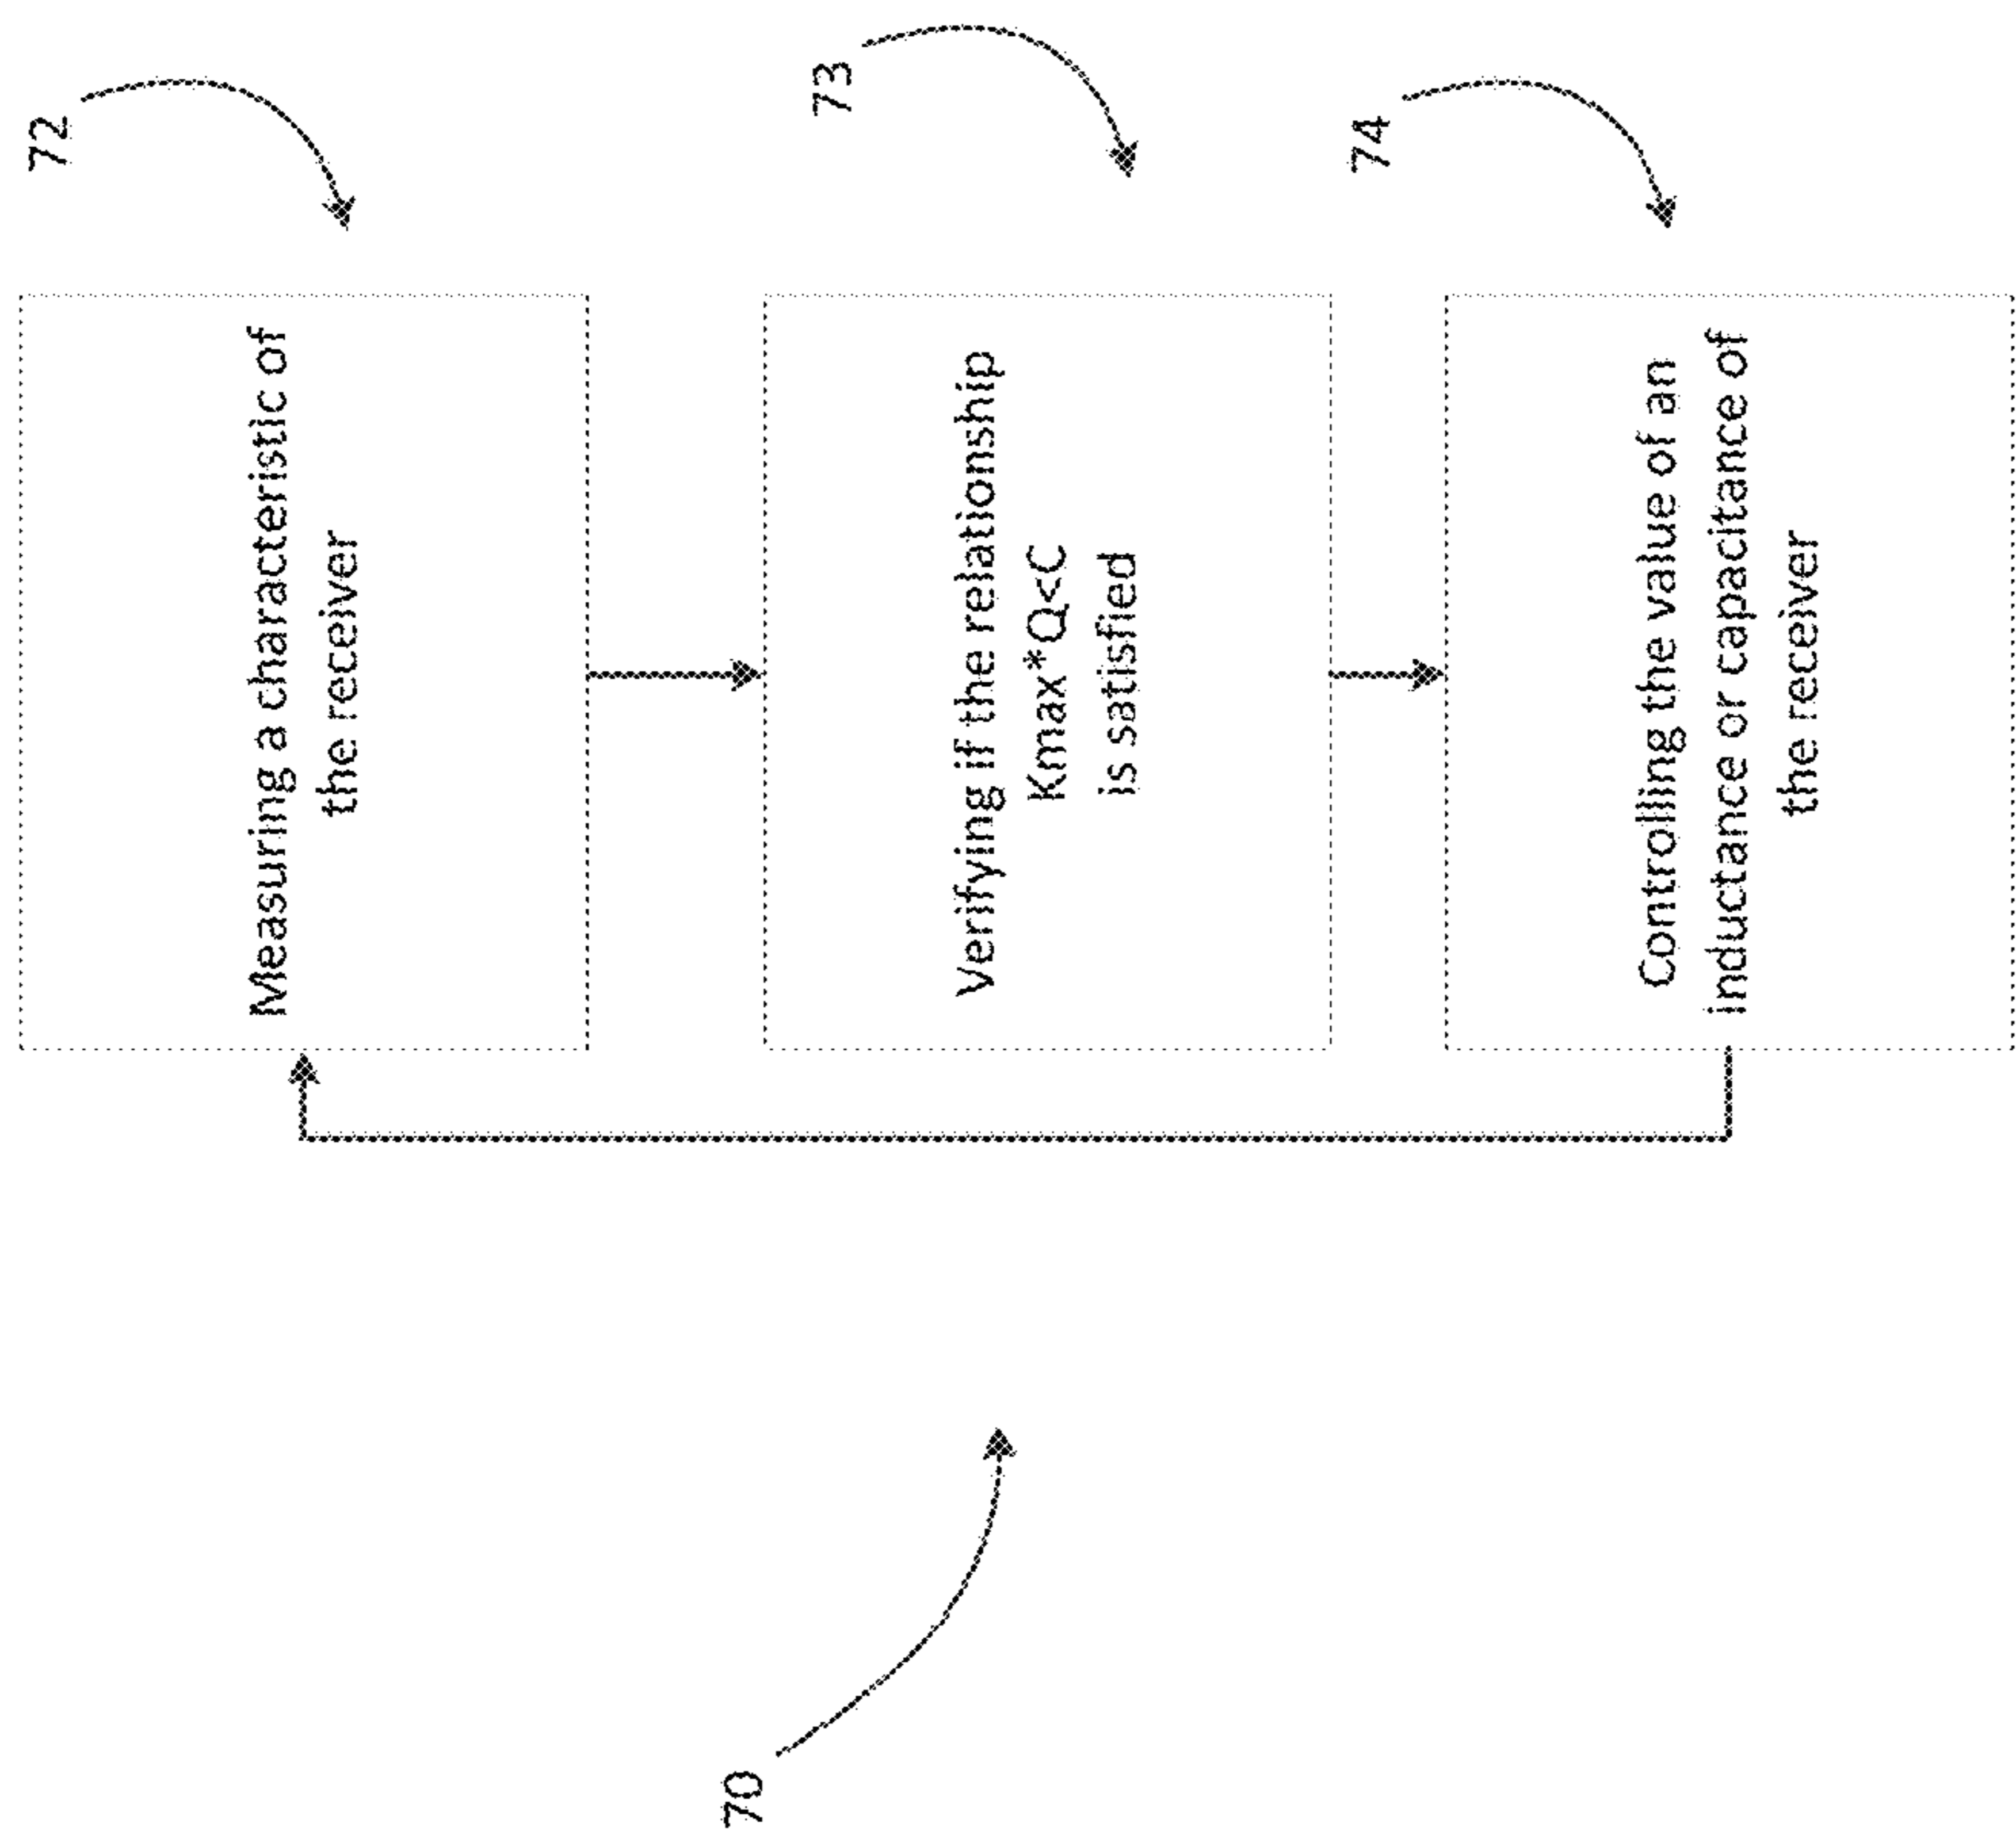 70
72
Measuring a characteristic of
the receiver
73
Verifying if the relationship
Kmax*Q<C
is satisfied
74
Controlling the value of an
inductance or capacitance of
the receiver